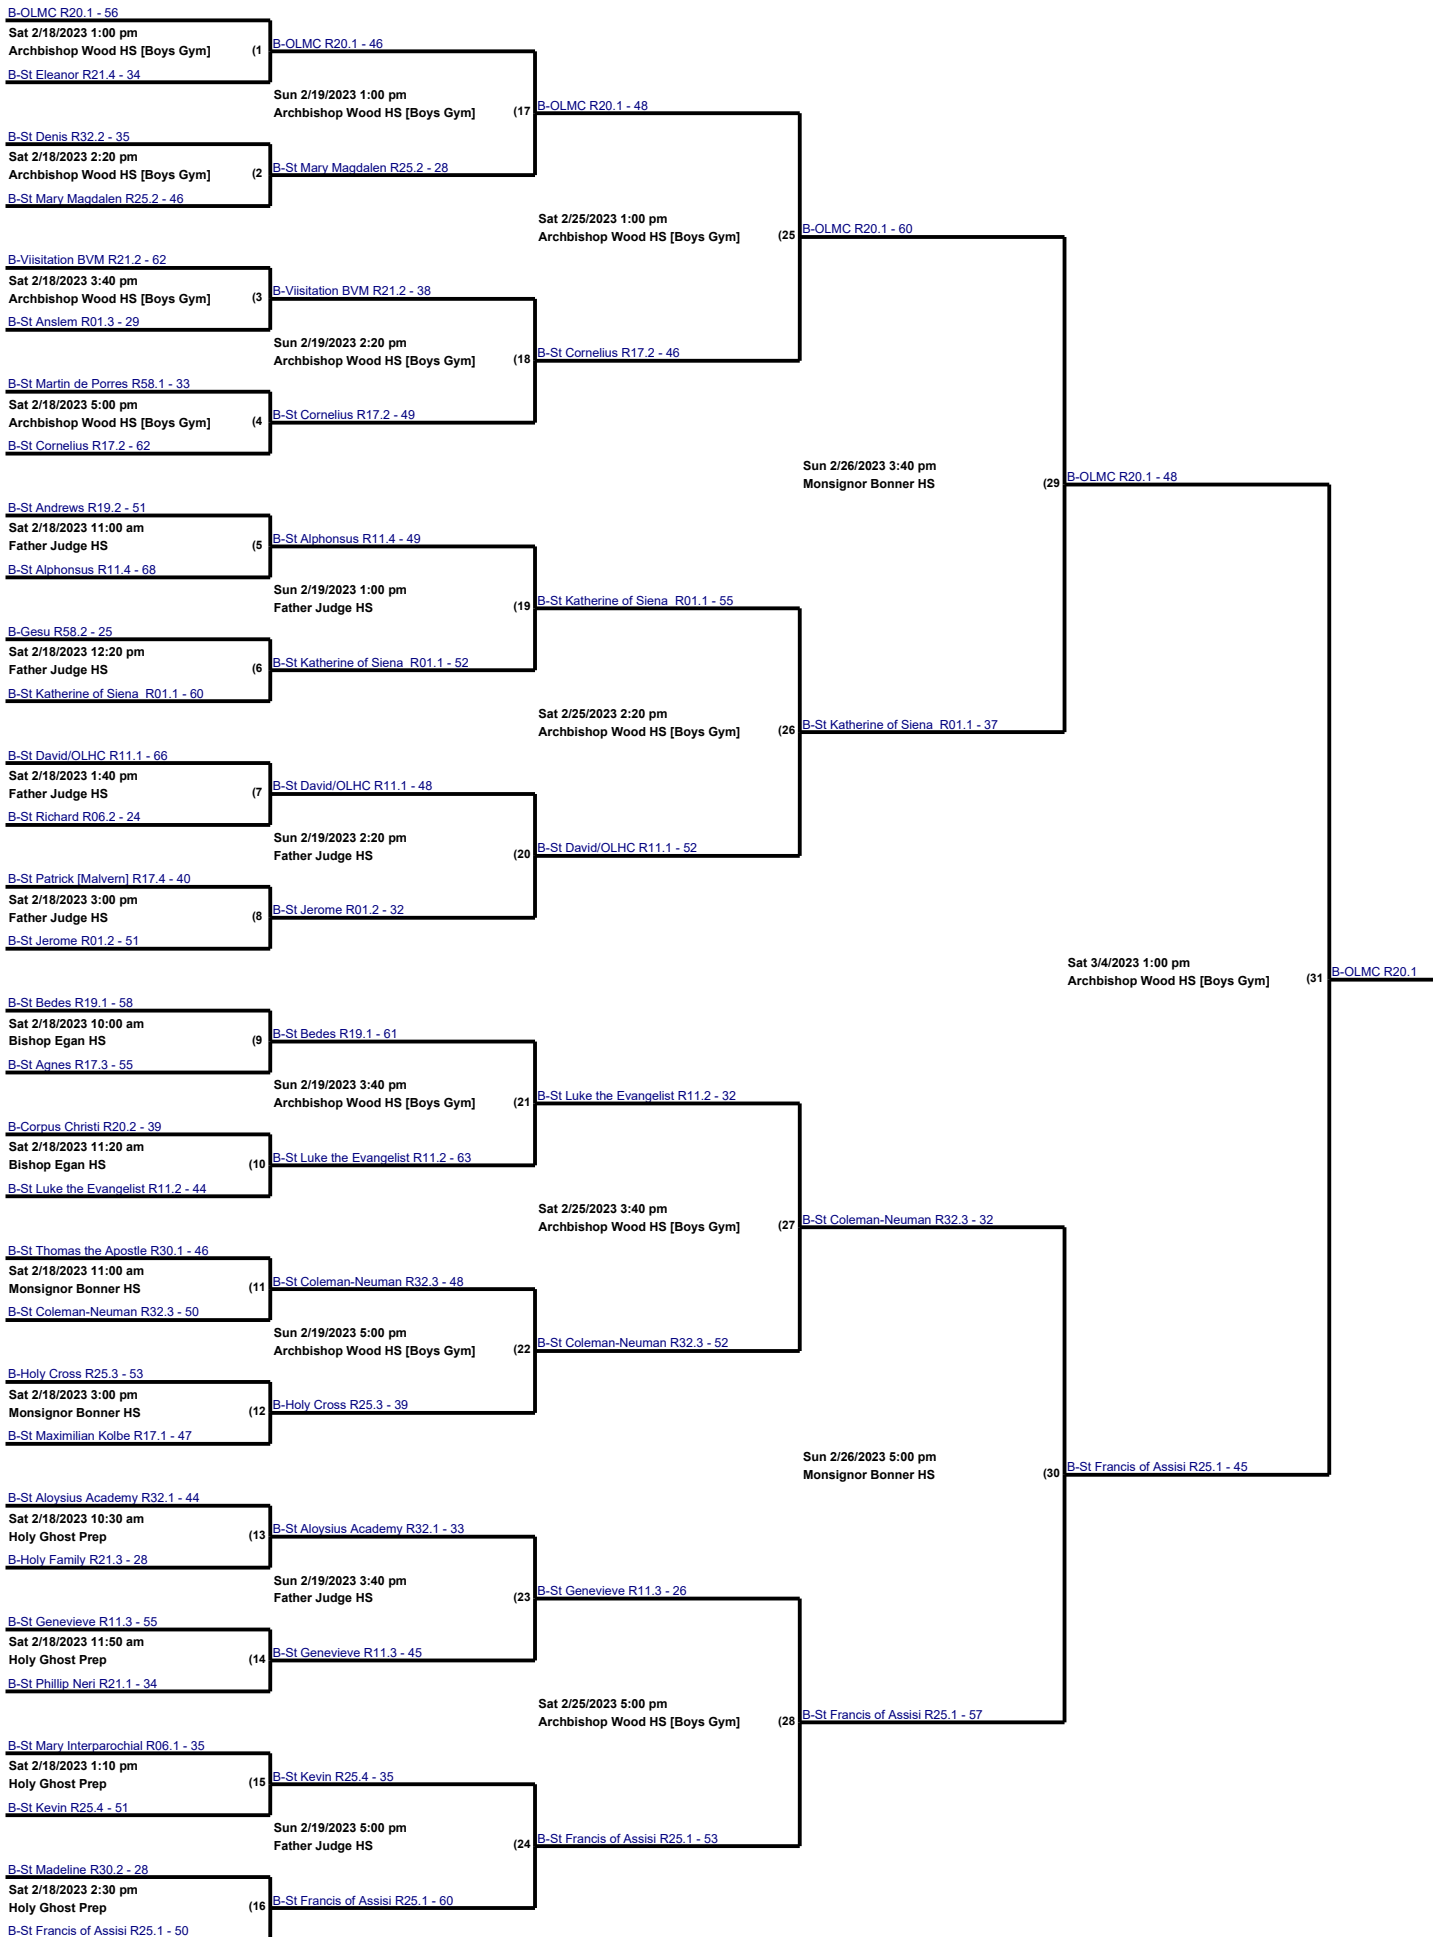 B-OLMC R20.1 - 56
Sat 2/18/2023 1:00 pm
Archbishop Wood HS [Boys Gym] (1
B-St Eleanor R21.4 - 34
B-St Denis R32.2 - 35
Sat 2/18/2023 2:20 pm
Archbishop Wood HS [Boys Gym] (2
B-St Mary Magdalen R25.2 - 46
B-Viisitation BVM R21.2 - 62
Sat 2/18/2023 3:40 pm
Archbishop Wood HS [Boys Gym] (3
B-St Anslem R01.3 - 29
B-St Martin de Porres R58.1 - 33
Sat 2/18/2023 5:00 pm
Archbishop Wood HS [Boys Gym] (4
B-St Cornelius R17.2 - 62
B-St Andrews R19.2 - 51
Sat 2/18/2023 11:00 am
Father Judge HS (5
B-St Alphonsus R11.4 - 68
B-Gesu R58.2 - 25
Sat 2/18/2023 12:20 pm
Father Judge HS (6
B-St Katherine of Siena  R01.1 - 60
B-St David/OLHC R11.1 - 66
Sat 2/18/2023 1:40 pm
Father Judge HS (7
B-St Richard R06.2 - 24
B-St Patrick [Malvern] R17.4 - 40
Sat 2/18/2023 3:00 pm
Father Judge HS (8
B-St Jerome R01.2 - 51
B-St Bedes R19.1 - 58
Sat 2/18/2023 10:00 am
Bishop Egan HS (9
B-St Agnes R17.3 - 55
B-Corpus Christi R20.2 - 39
Sat 2/18/2023 11:20 am
Bishop Egan HS (10
B-St Luke the Evangelist R11.2 - 44
B-St Thomas the Apostle R30.1 - 46
Sat 2/18/2023 11:00 am
Monsignor Bonner HS (11
B-St Coleman-Neuman R32.3 - 50
B-Holy Cross R25.3 - 53
Sat 2/18/2023 3:00 pm
Monsignor Bonner HS (12
B-St Maximilian Kolbe R17.1 - 47
B-St Aloysius Academy R32.1 - 44
Sat 2/18/2023 10:30 am
Holy Ghost Prep (13
B-Holy Family R21.3 - 28
B-St Genevieve R11.3 - 55
Sat 2/18/2023 11:50 am
Holy Ghost Prep (14
B-St Phillip Neri R21.1 - 34
B-St Mary Interparochial R06.1 - 35
Sat 2/18/2023 1:10 pm
Holy Ghost Prep (15
B-St Kevin R25.4 - 51
B-St Madeline R30.2 - 28
Sat 2/18/2023 2:30 pm
Holy Ghost Prep (16
B-St Francis of Assisi R25.1 - 50
B-OLMC R20.1 - 46
Sun 2/19/2023 1:00 pm
Archbishop Wood HS [Boys Gym] (17
B-St Mary Magdalen R25.2 - 28
B-Viisitation BVM R21.2 - 38
Sun 2/19/2023 2:20 pm
Archbishop Wood HS [Boys Gym] (18
B-St Cornelius R17.2 - 49
B-St Alphonsus R11.4 - 49
Sun 2/19/2023 1:00 pm
Father Judge HS (19
B-St Katherine of Siena  R01.1 - 52
B-St David/OLHC R11.1 - 48
Sun 2/19/2023 2:20 pm
Father Judge HS (20
B-St Jerome R01.2 - 32
B-St Bedes R19.1 - 61
Sun 2/19/2023 3:40 pm
Archbishop Wood HS [Boys Gym] (21
B-St Luke the Evangelist R11.2 - 63
B-St Coleman-Neuman R32.3 - 48
Sun 2/19/2023 5:00 pm
Archbishop Wood HS [Boys Gym] (22
B-Holy Cross R25.3 - 39
B-St Aloysius Academy R32.1 - 33
Sun 2/19/2023 3:40 pm
Father Judge HS (23
B-St Genevieve R11.3 - 45
B-St Kevin R25.4 - 35
Sun 2/19/2023 5:00 pm
Father Judge HS (24
B-St Francis of Assisi R25.1 - 60
B-OLMC R20.1 - 48
Sat 2/25/2023 1:00 pm
Archbishop Wood HS [Boys Gym] (25
B-St Cornelius R17.2 - 46
B-St Katherine of Siena  R01.1 - 55
Sat 2/25/2023 2:20 pm
Archbishop Wood HS [Boys Gym] (26
B-St David/OLHC R11.1 - 52
B-St Luke the Evangelist R11.2 - 32
Sat 2/25/2023 3:40 pm
Archbishop Wood HS [Boys Gym] (27
B-St Coleman-Neuman R32.3 - 52
B-St Genevieve R11.3 - 26
Sat 2/25/2023 5:00 pm
Archbishop Wood HS [Boys Gym] (28
B-St Francis of Assisi R25.1 - 53
B-OLMC R20.1 - 60
Sun 2/26/2023 3:40 pm
Monsignor Bonner HS (29
B-St Katherine of Siena  R01.1 - 37
B-St Coleman-Neuman R32.3 - 32
Sun 2/26/2023 5:00 pm
Monsignor Bonner HS (30
B-St Francis of Assisi R25.1 - 57
B-OLMC R20.1 - 48
Sat 3/4/2023 1:00 pm
Archbishop Wood HS [Boys Gym] (31
B-St Francis of Assisi R25.1 - 45
B-OLMC R20.1